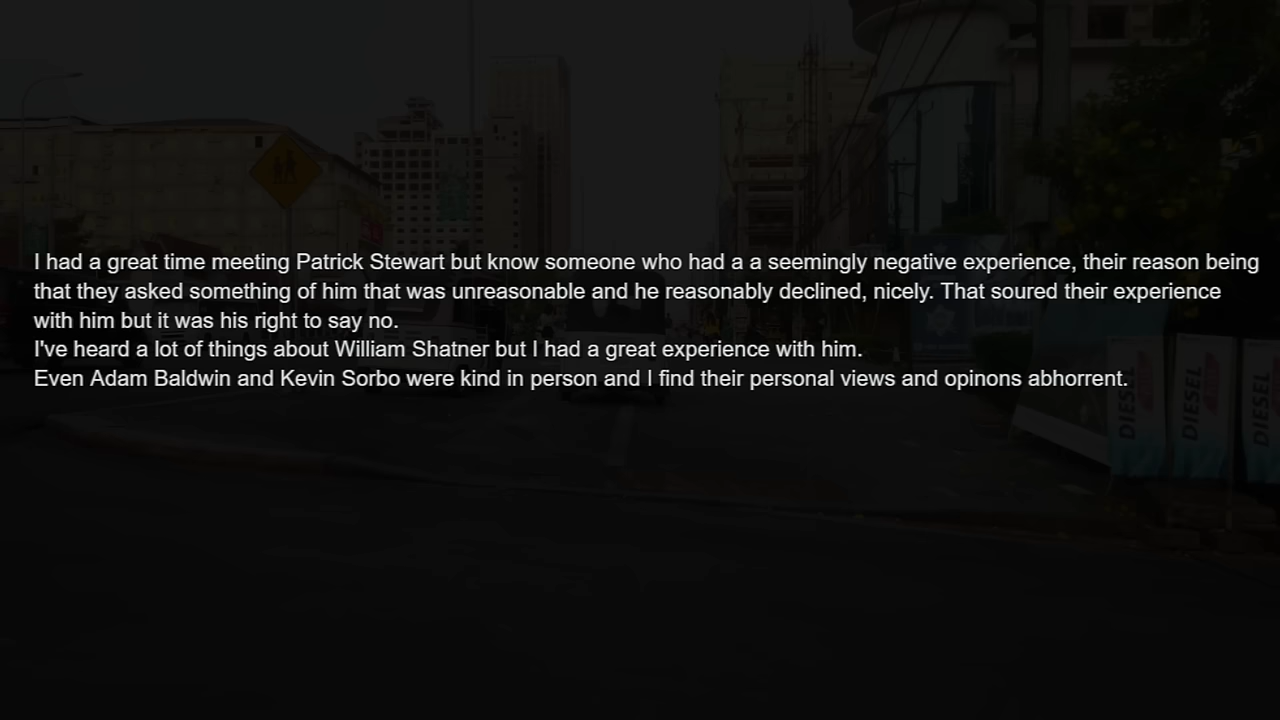 I had a great time meeting Patrick Stewart but know someone who had a a seemingly negative experience, their reason being
that they asked something of him that was unreasonable and he reasonably declined, nicely. That soured their experience
with him but it was his right to say no.
I've heard a lot of things about William Shatner but I had a great experience with him.
Even Adam Baldwin and Kevin Sorbo were kind in person and I find their personal views and opinons abhorrent.
DIESEL
DIESEL
DIESEL